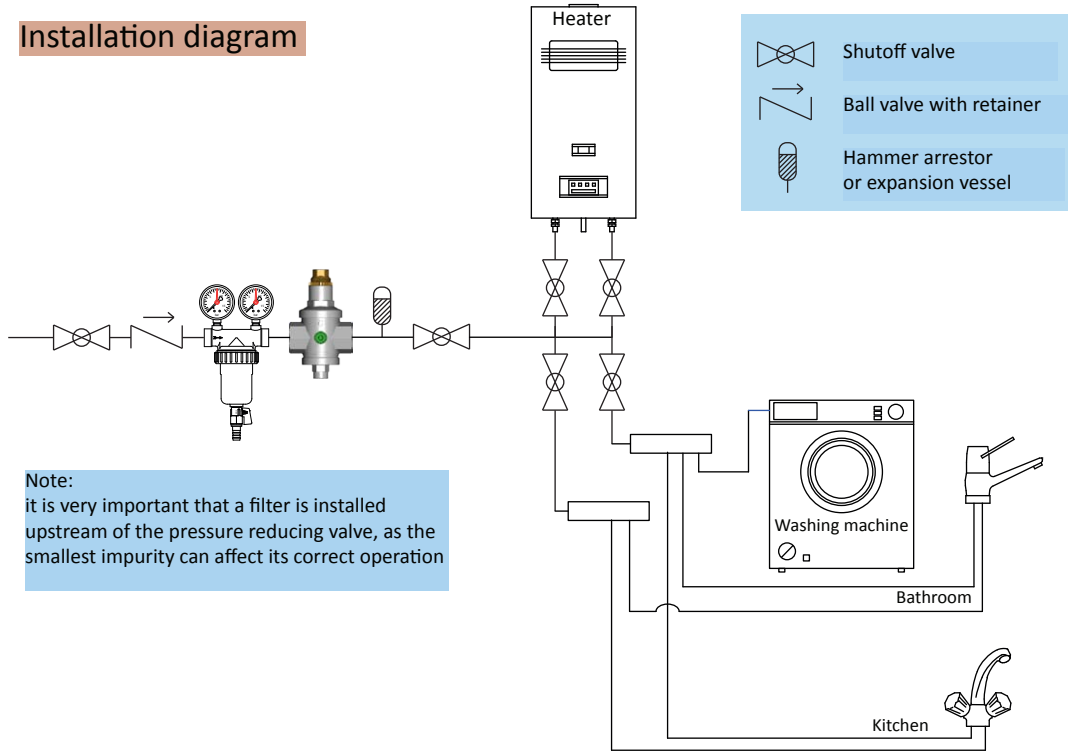 Installation diagram
Heater
Shutoff valve
Ball valve with retainer
Hammer arrestor
or expansion vessel
Note:
it is very important that a filter is installed
upstream of the pressure reducing valve, as the
smallest impurity can affect its correct operation
Washing machine
Bathroom
Kitchen